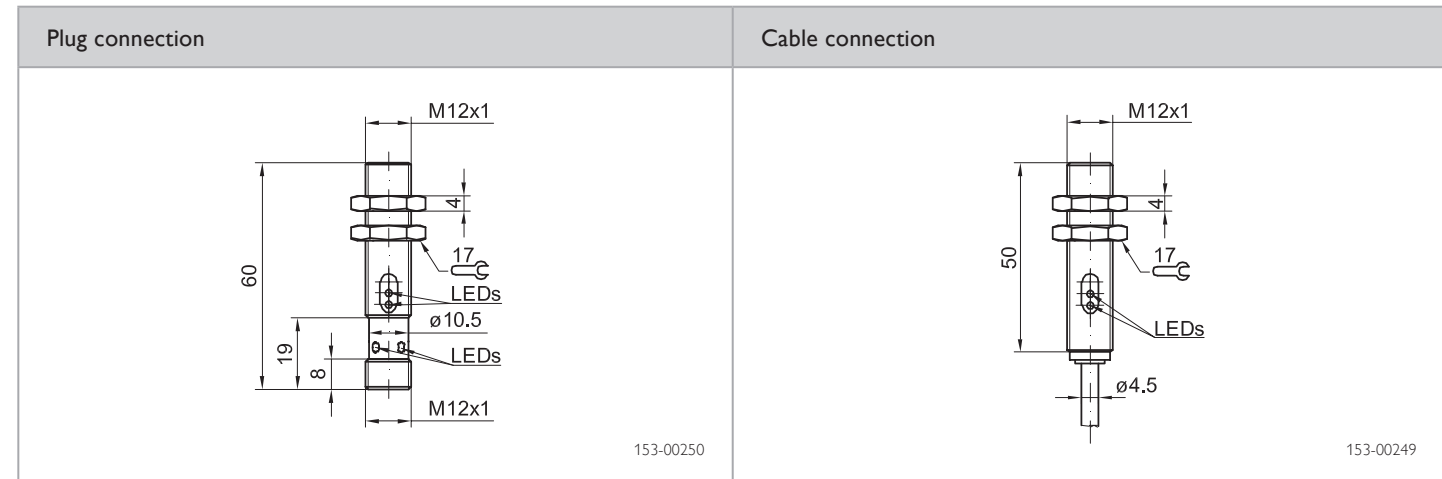 Plug connection
Cable connection
M12x1
4
60
17
LEDs
ø10.5
19
LEDs
8
M12x1
153-00250
M12x1
4
50
17
LEDs
ø4.5
153-00249